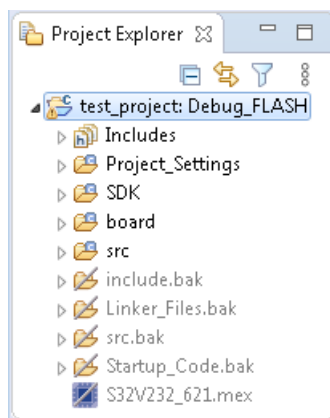 Project Explorer
test_project: Debug_FLASH
Includes
Project_Settings
SDK
board
src
include.bak
Linker_Files.bak
src.bak
Startup_Code.bak
S32V232_621.mex